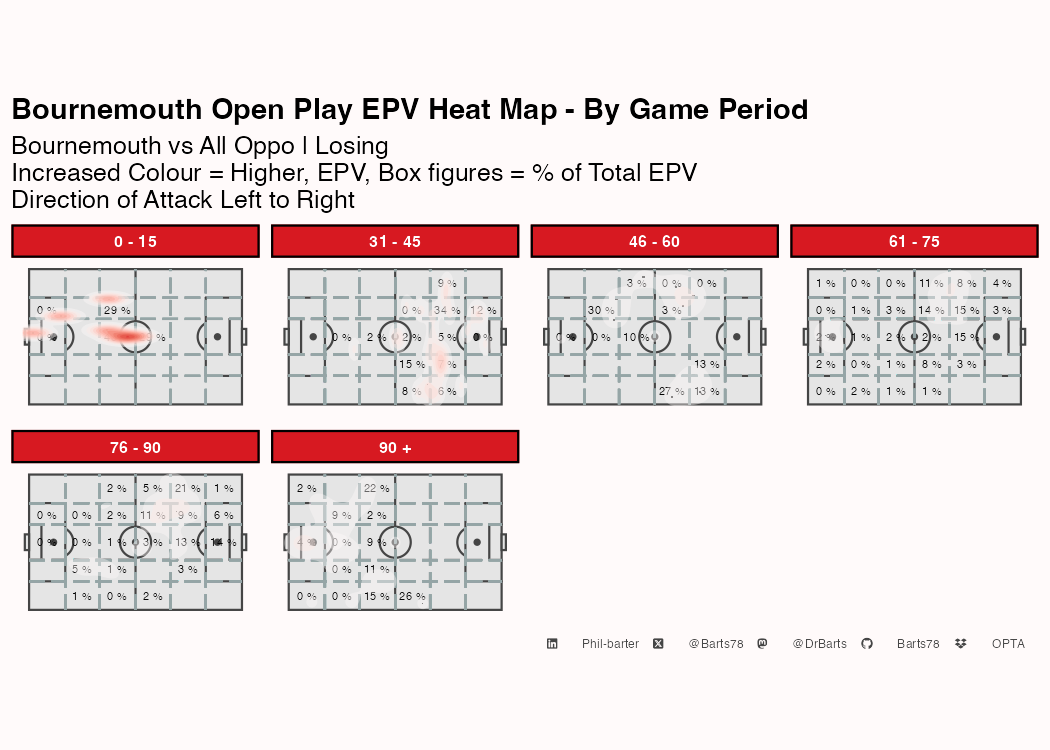 Bournemouth Open Play EPV Heat Map - By Game Period
Bournemouth vs All Oppo | Losing
Increased Colour = Higher, EPV, Box figures = % of Total EPV
Direction of Attack Left to Right
0 - 15
31 - 45
46 - 60
61 - 75
0 %
29 %
9 %
0 % 34 % 12 %
0 % 2 % 2 % 5 %
15 %
8 % 6 %
3 % 0 % 0 %
30 % 3 %
0 % 0 % 10 %
13 %
27 % 13 %
1 % 0 % 0 % 11 % 8 % 4 %
0 % 1 % 3 % 14 % 15 % 3 %
1 % 2 % 2 % 15 %
2 % 0 % 1 % 8 % 3 %
0 % 2 % 1 % 1 %
76 - 90
90 +
2 % 5 % 21 % 1 %
0 % 0 % 2 % 11 % 9 % 6 %
0 % 0 % 1 % 3 % 13 %
5 % 1 % 3 %
1 % 0 % 2 %
2 % 22 %
9 % 2 %
0 % 9 %
0 % 11 %
0 % 0 % 15 % 26 %
Phil-barter @Barts78 @DrBarts Barts78 OPTA